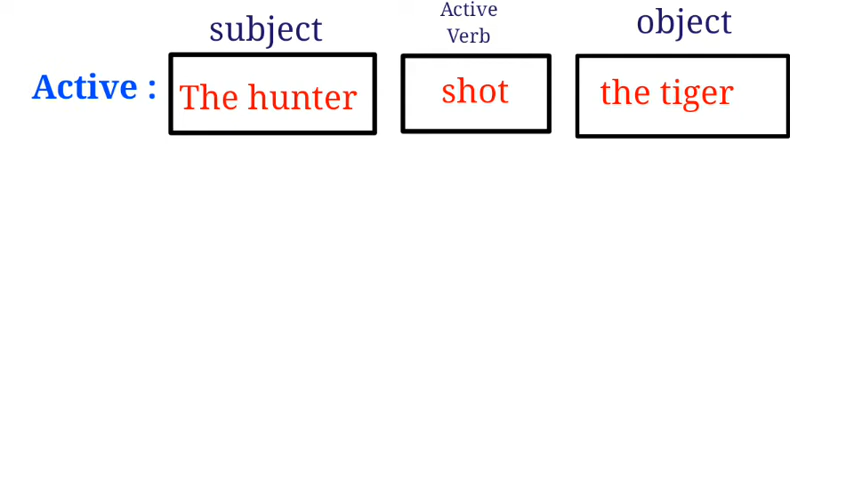 subject
Active
Verb
object
Active :
The hunter
shot
the tiger